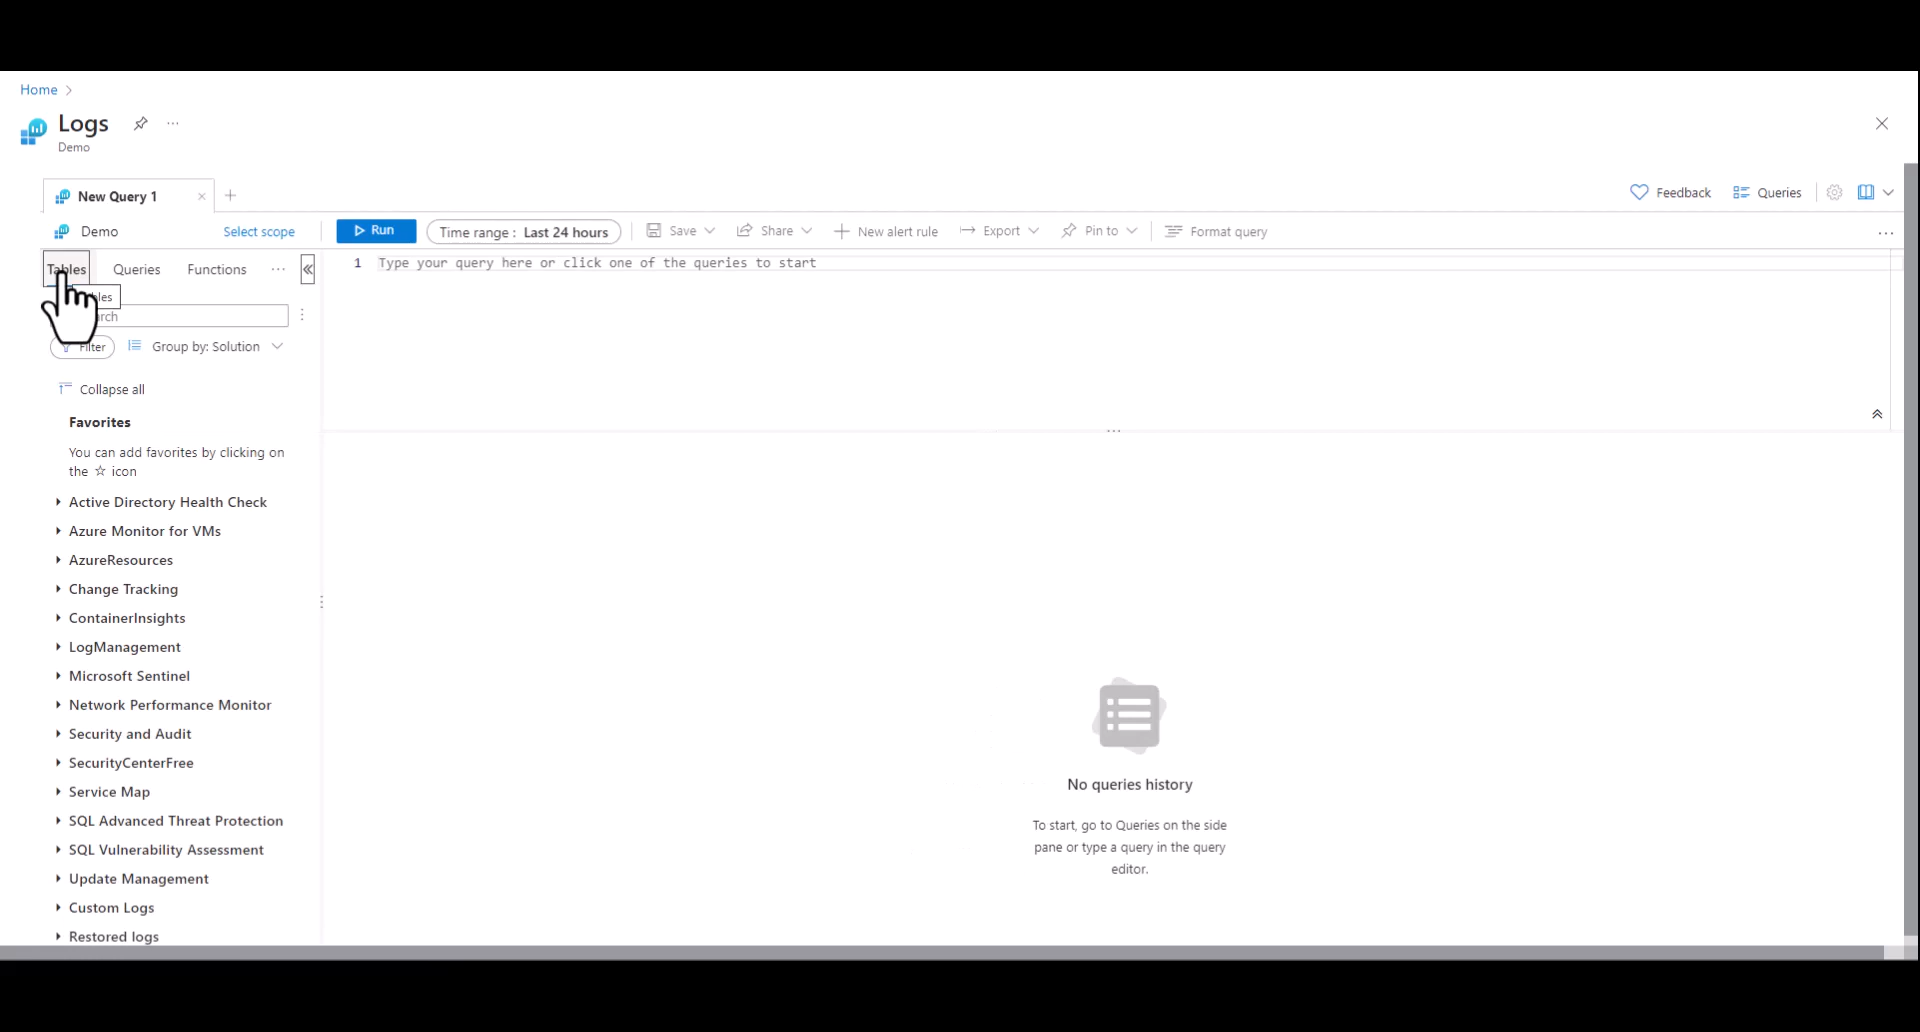 Home
Logs
Demo
New Query 1
Feedback
Queries
Demo
Select scope
Run
Time range : Last 24 hours
Save
Share
New alert rule
Export
Pin to
Format query
Tables
Queries
Functions
1
Type your query here or click one of the queries to start
Filter
Group by: Solution
Collapse all
Favorites
You can add favorites by clicking on
the ☆ icon
Active Directory Health Check
Azure Monitor for VMs
AzureResources
Change Tracking
ContainerInsights
LogManagement
Microsoft Sentinel
Network Performance Monitor
Security and Audit
SecurityCenterFree
Service Map
SQL Advanced Threat Protection
SQL Vulnerability Assessment
Update Management
Custom Logs
Restored logs
No queries history
To start, go to Queries on the side
pane or type a query in the query
editor.